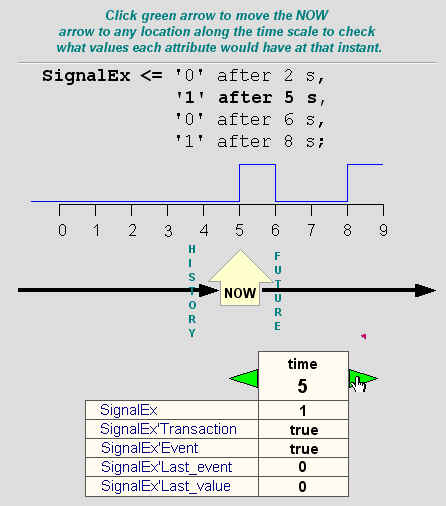 Click green arrow to move the NOW
arrow to any location along the time scale to check
what values each attribute would have at that instant.
SignalEx <= '0' after 2 s,
'1' after 5 s,
'0' after 6 s,
'1' after 8 s;
0 1 2 3 4 5 6 7 8 9
HISTORY
NOW
FUTURE
time
5
SignalEx 1
SignalEx'Transaction true
SignalEx'Event true
SignalEx'Last_event 0
SignalEx'Last_value 0